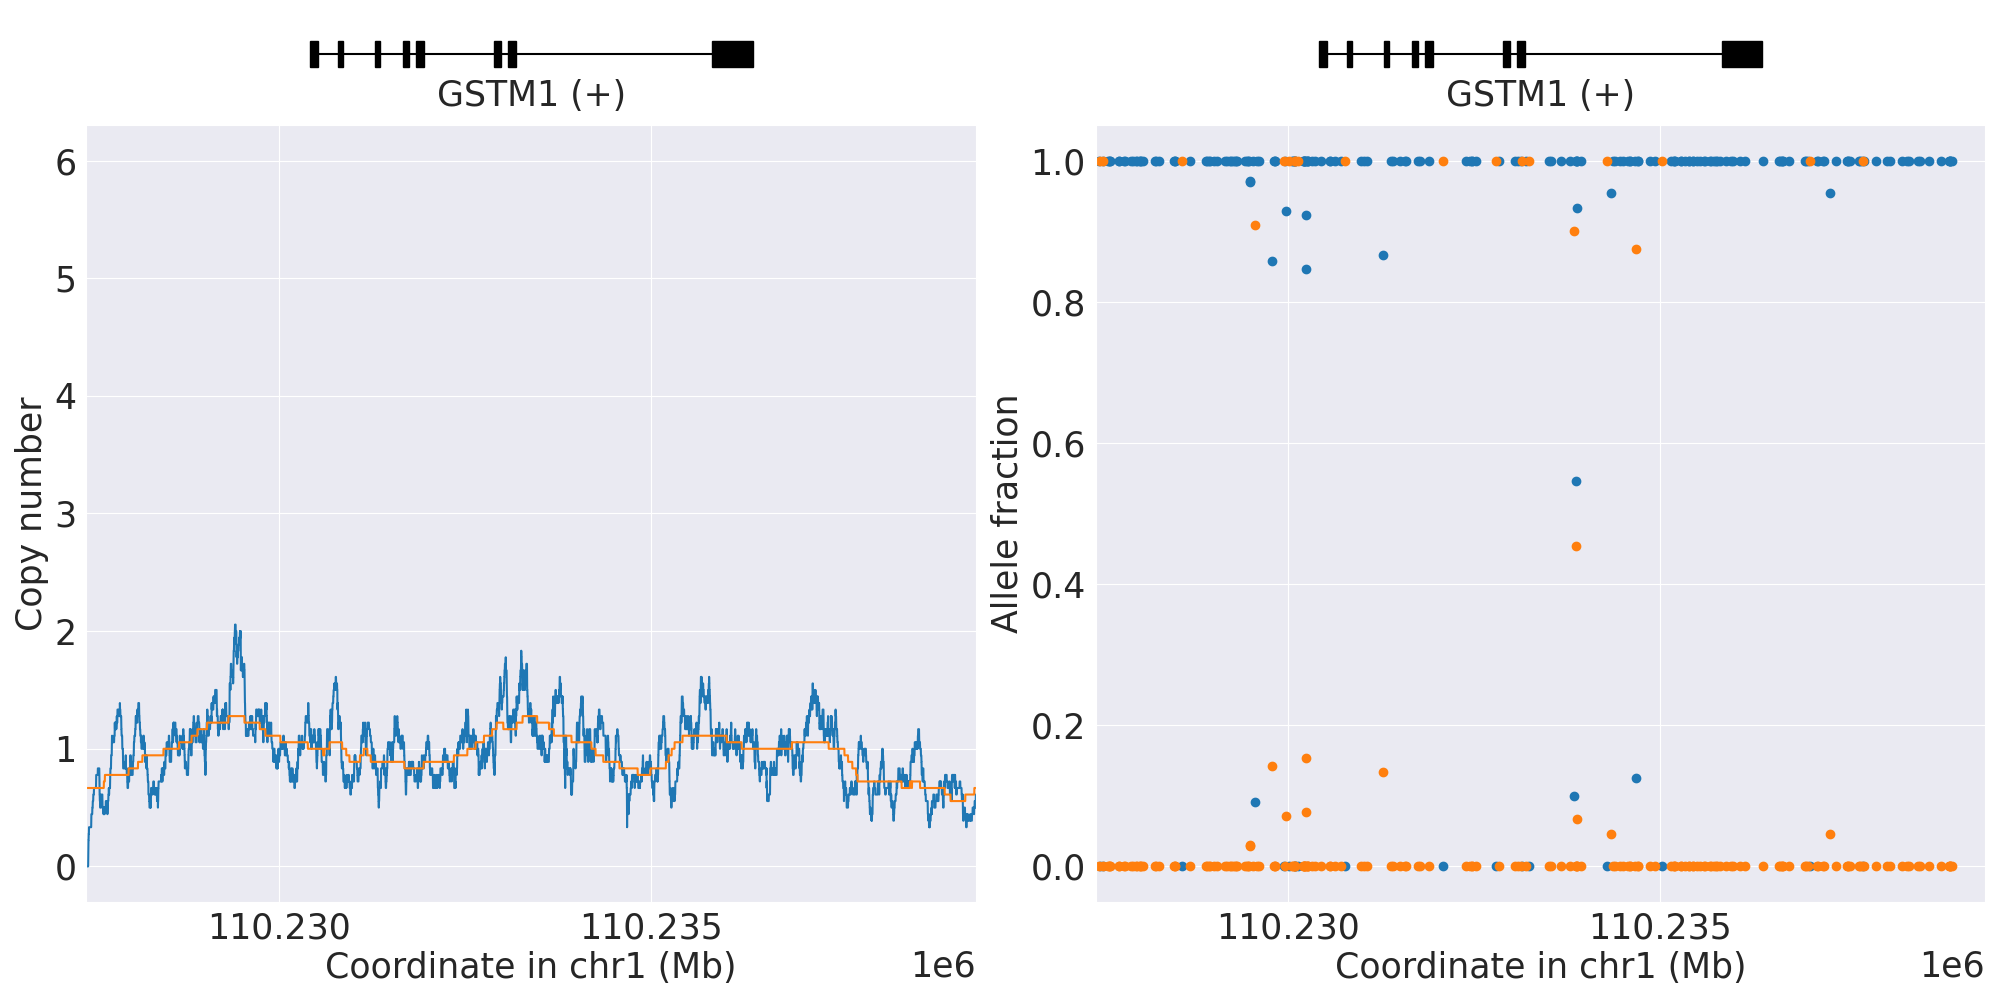 GSTM1 (+)
6
5
4
3
2
1
0
Copy number
110.230
110.235
Coordinate in chr1 (Mb)
1e6
GSTM1 (+)
1.0
0.8
0.6
0.4
0.2
0.0
Allele fraction
110.230
110.235
Coordinate in chr1 (Mb)
1e6